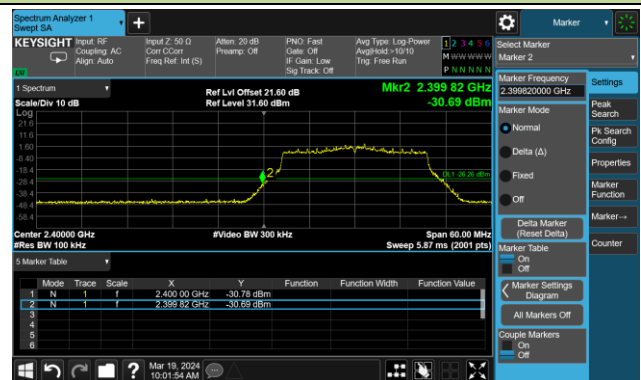 Spectrum Analyzer 1
Swept SA
Marker
KEYSIGHT
Input: RF
Coupling: AC
Align: Auto
Input Z: 50 Ω
Corr CCorr
Freq Ref: Int (S)
Atten: 20 dB
Preamp: Off
PNO: Fast
Gate: Off
IF Gain: Low
Sig Track: Off
Avg Type: Log-Power
Avg|Hold:>10/10
Trig: Free Run
1 2 3 4 5 6
M W W W W W
P N N N N N
LW
Select Marker
Marker 2
1 Spectrum
Scale/Div 10 dB
Log
Ref Lvl Offset 21.60 dB
Ref Level 31.60 dBm
Mkr2 2.399 82 GHz
-30.69 dBm
21.6
11.6
1.60
-8.40
-18.4
-28.4
-38.4
-48.4
-58.4
2
DL1 -26.26 dBm
Center 2.40000 GHz
#Res BW 100 kHz
#Video BW 300 kHz
Span 60.00 MHz
Sweep 5.87 ms (2001 pts)
5 Marker Table
Mode Trace Scale X Y Function Function Width Function Value
1 N 1 f 2.400 00 GHz -30.78 dBm
2 N 1 f 2.399 82 GHz -30.69 dBm
3
4
5
6
Marker Frequency
2.399820000 GHz
Marker Mode
Normal
Delta (Δ)
Fixed
Off
Delta Marker
(Reset Delta)
Marker Table
On
Off
Marker Settings
Diagram
All Markers Off
Couple Markers
On
Off
Settings
Peak
Search
Pk Search
Config
Properties
Marker
Function
Marker→
Counter
?
Mar 19, 2024
10:01:54 AM